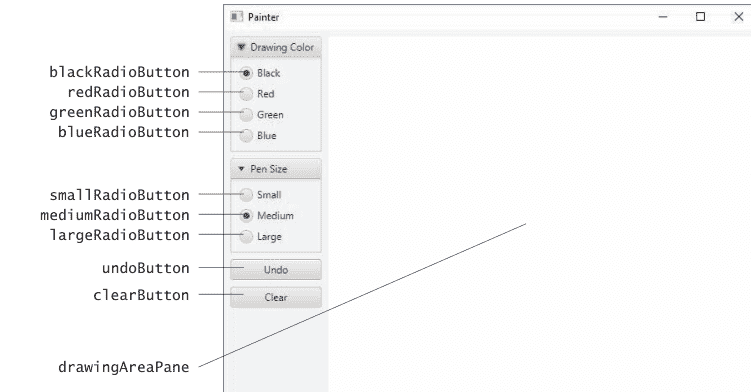 Painter
Drawing Color
blackRadioButton Black
redRadioButton Red
greenRadioButton Green
blueRadioButton Blue
Pen Size
smallRadioButton Small
mediumRadioButton Medium
largeRadioButton Large
undoButton Undo
clearButton Clear
drawingAreaPane